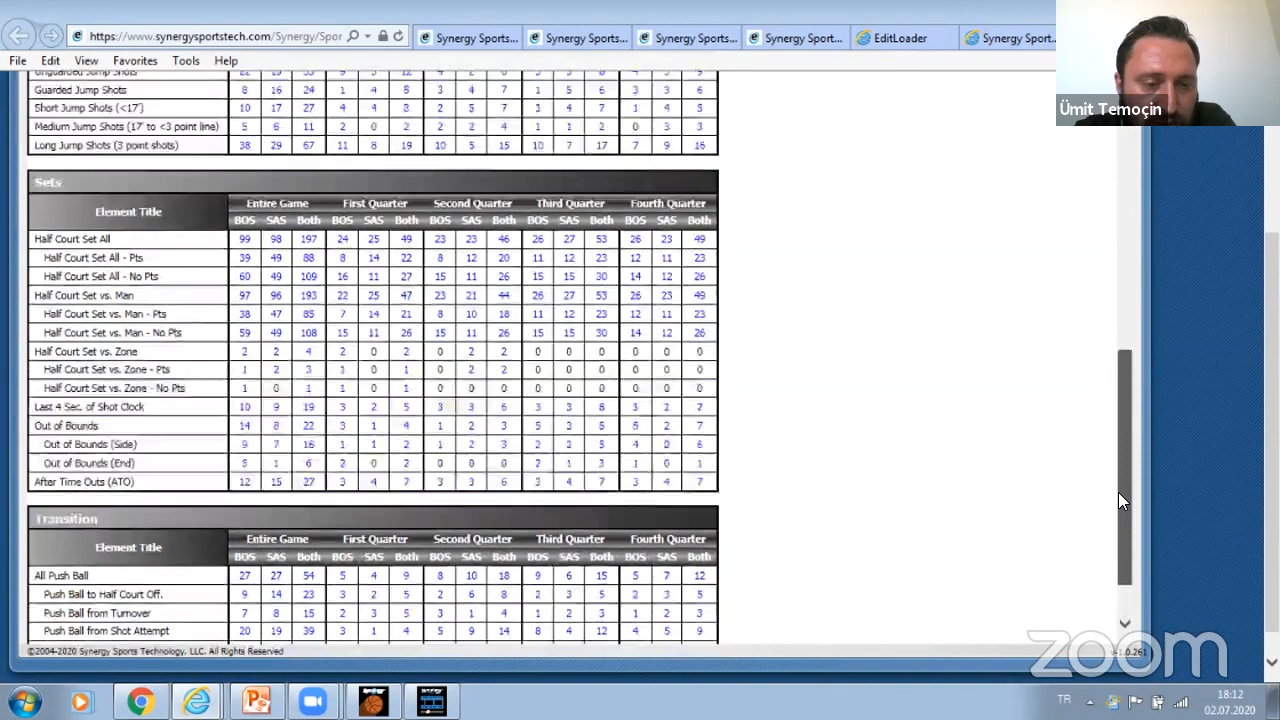 https://www.synergysportstech.com/Synergy/Spor
Synergy Sports...
Synergy Sports...
Synergy Sports...
Synergy Sport...
EditLoader
Synergy Sport...
File Edit View Favorites Tools Help
Ümit Temoçin
Unguarded Jump Shots
Guarded Jump Shots 8 16 24 1 4 5 3 4 7 1 5 6 3 3 6
Short Jump Shots (<17') 10 17 27 4 4 8 2 5 7 3 4 7 1 4 5
Medium Jump Shots (17' to <3 point line) 5 6 11 2 0 2 2 2 4 1 1 2 0 3 3
Long Jump Shots (3 point shots) 38 29 67 11 8 19 10 5 15 10 7 17 7 9 16
Sets
Element Title Entire Game First Quarter Second Quarter Third Quarter Fourth Quarter
BOS SAS Both BOS SAS Both BOS SAS Both BOS SAS Both BOS SAS Both
Half Court Set All 99 98 197 24 25 49 23 23 46 26 27 53 26 23 49
Half Court Set All - Pts 39 49 88 8 14 22 8 12 20 11 12 23 12 11 23
Half Court Set All - No Pts 60 49 109 16 11 27 15 11 26 15 15 30 14 12 26
Half Court Set vs. Man 97 96 193 22 25 47 23 21 44 26 27 53 26 23 49
Half Court Set vs. Man - Pts 38 47 85 7 14 21 8 10 18 11 12 23 12 11 23
Half Court Set vs. Man - No Pts 59 49 108 15 11 26 15 11 26 15 15 30 14 12 26
Half Court Set vs. Zone 2 2 4 2 0 2 0 2 2 0 0 0 0 0 0
Half Court Set vs. Zone - Pts 1 2 3 1 0 1 0 2 2 0 0 0 0 0 0
Half Court Set vs. Zone - No Pts 1 0 1 1 0 1 0 0 0 0 0 0 0 0 0
Last 4 Sec. of Shot Clock 10 9 19 3 2 5 3 3 6 3 3 2 7
Out of Bounds 14 8 22 3 1 4 1 2 3 5 3 5 2 7
Out of Bounds (Side) 9 7 16 1 1 2 1 2 3 2 2 5 4 0 6
Out of Bounds (End) 5 1 6 2 0 2 0 0 0 2 1 3 1 0 1
After Time Outs (ATO) 12 15 27 3 4 7 3 3 6 3 4 7 3 4 7
Transition
Element Title Entire Game First Quarter Second Quarter Third Quarter Fourth Quarter
BOS SAS Both BOS SAS Both BOS SAS Both BOS SAS Both BOS SAS Both
All Push Ball 27 27 54 5 4 9 8 10 18 9 6 15 5 7 12
Push Ball to Half Court Off. 9 14 23 3 2 5 2 6 8 2 3 5 2 3 5
Push Ball from Turnover 7 8 15 2 3 5 3 1 4 1 2 3 1 2 3
Push Ball from Shot Attempt 20 19 39 3 1 4 5 9 14 8 4 12 4 5 9
©2004-2020 Synergy Sports Technology, LLC. All Rights Reserved
v-1.0.261
zoom
TR
18:12
02.07.2020